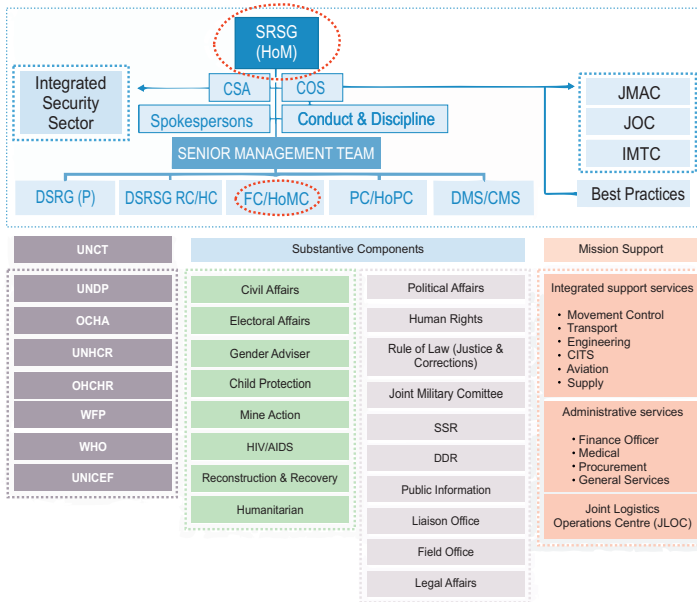 SRSG
(HoM)
Integrated
Security
Sector
CSA
COS
Spokespersons
Conduct & Discipline
SENIOR MANAGEMENT TEAM
JMAC
JOC
IMTC
Best Practices
DSRG (P)
DSRSG RC/HC
FC/HoMC
PC/HoPC
DMS/CMS
UNCT
UNDP
OCHA
UNHCR
OHCHR
WFP
WHO
UNICEF
Substantive Components
Civil Affairs
Electoral Affairs
Gender Adviser
Child Protection
Mine Action
HIV/AIDS
Reconstruction & Recovery
Humanitarian
Political Affairs
Human Rights
Rule of Law (Justice &
Corrections)
Joint Military Comittee
SSR
DDR
Public Information
Liaison Office
Field Office
Legal Affairs
Mission Support
Integrated support services
• Movement Control
• Transport
• Engineering
• CITS
• Aviation
• Supply
Administrative services
• Finance Officer
• Medical
• Procurement
• General Services
Joint Logistics
Operations Centre (JLOC)